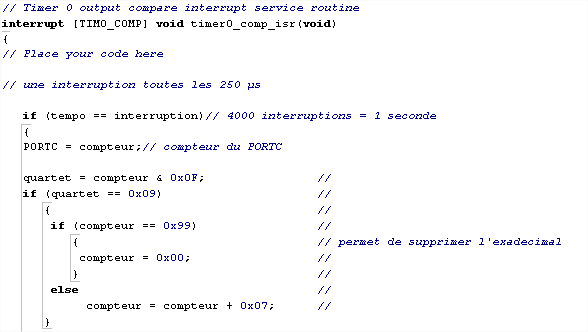 // Timer 0 output compare interrupt service routine
interrupt [TIM0_COMP] void timer0_comp_isr(void)
{
// Place your code here
// une interruption toutes les 250 µs
if (tempo == interruption)// 4000 interruptions = 1 seconde
{
PORTC = compteur;// compteur du PORTC
quartet = compteur & 0x0F; //
if (quartet == 0x09) //
{ //
if (compteur == 0x99) //
{ // permet de supprimer l'exadecimal
compteur = 0x00; //
} //
else //
compteur = compteur + 0x07; //
}